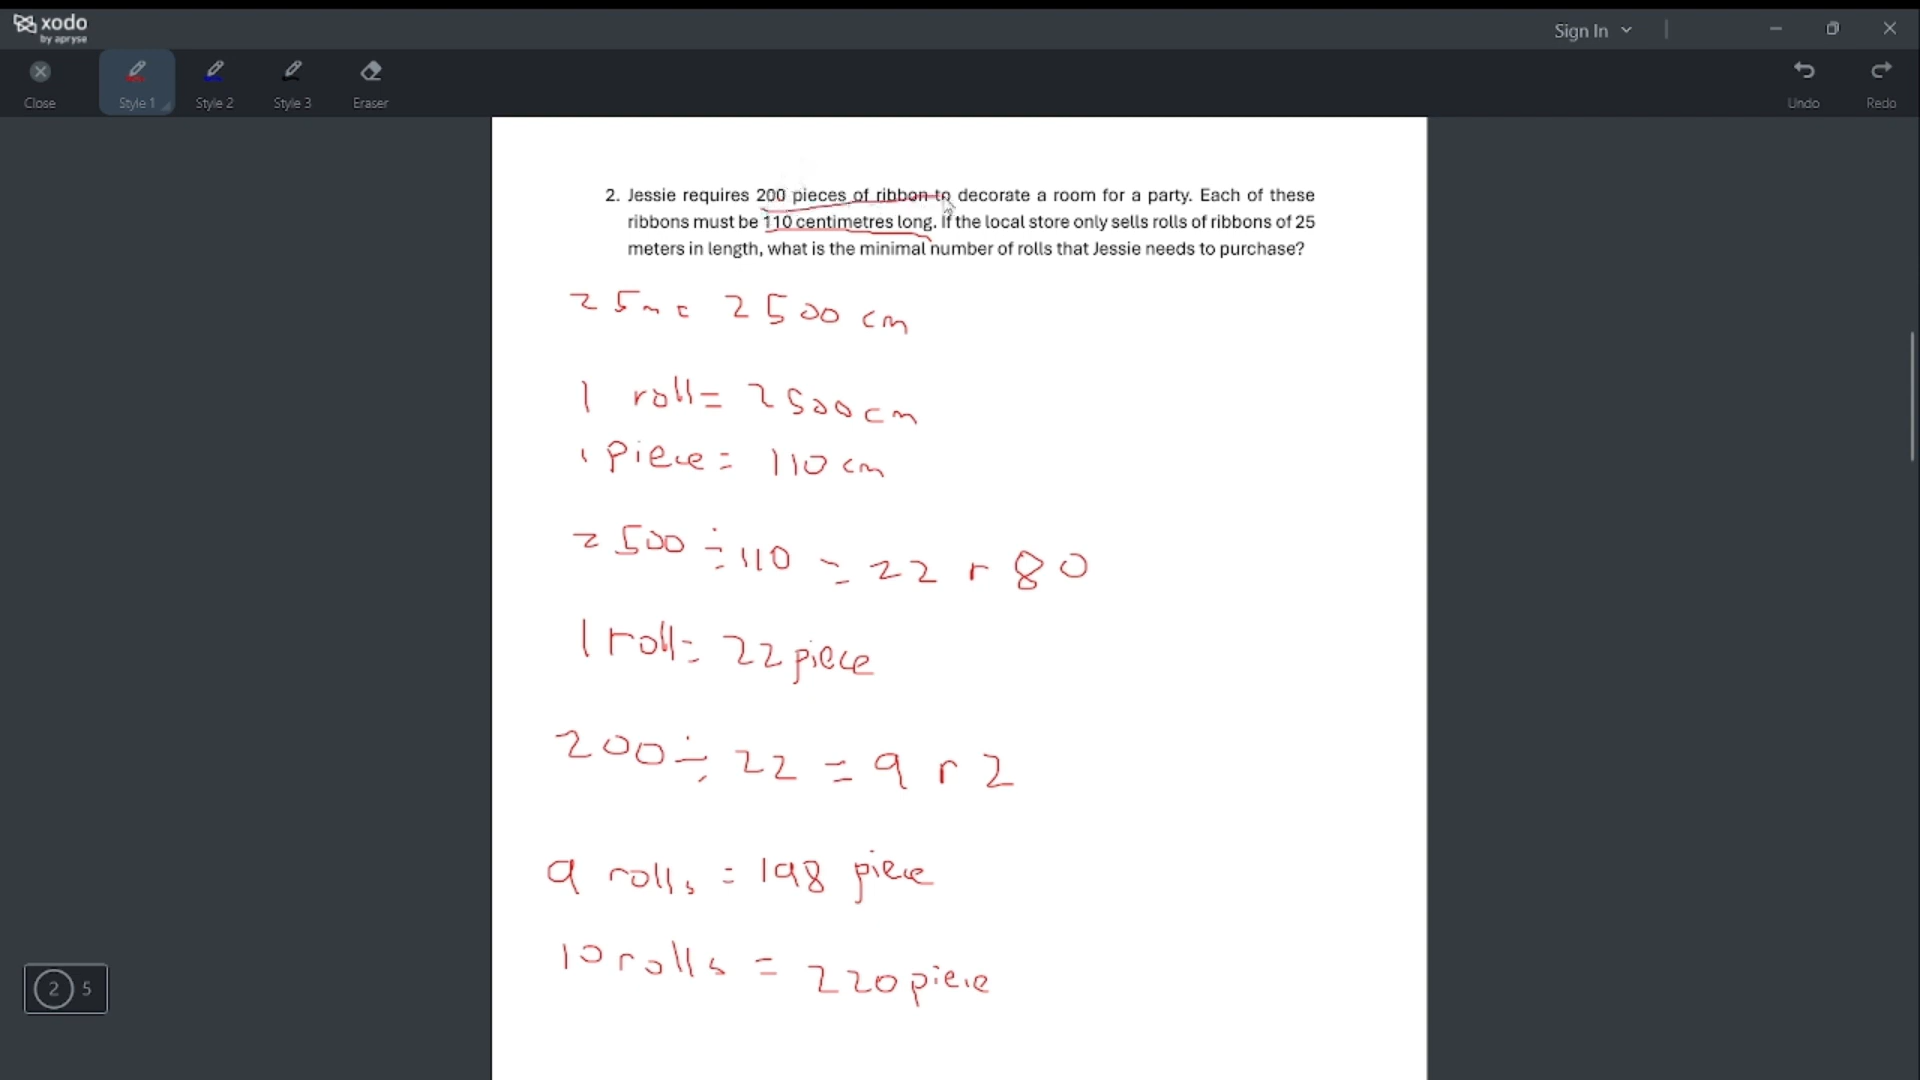 xodo
by apryse
Sign In
Close
Style 1
Style 2
Style 3
Eraser
Undo
Redo
2. Jessie requires 200 pieces of ribbon to decorate a room for a party. Each of these
ribbons must be 110 centimetres long. If the local store only sells rolls of ribbons of 25
meters in length, what is the minimal number of rolls that Jessie needs to purchase?
25m = 2500 cm
1 roll = 2500cm
1 piece = 110 cm
2500 ÷ 110 = 22 r 80
1 roll = 22 piece
200 ÷ 22 = 9 r 2
9 rolls = 198 piece
10 rolls = 220 piece
2 5